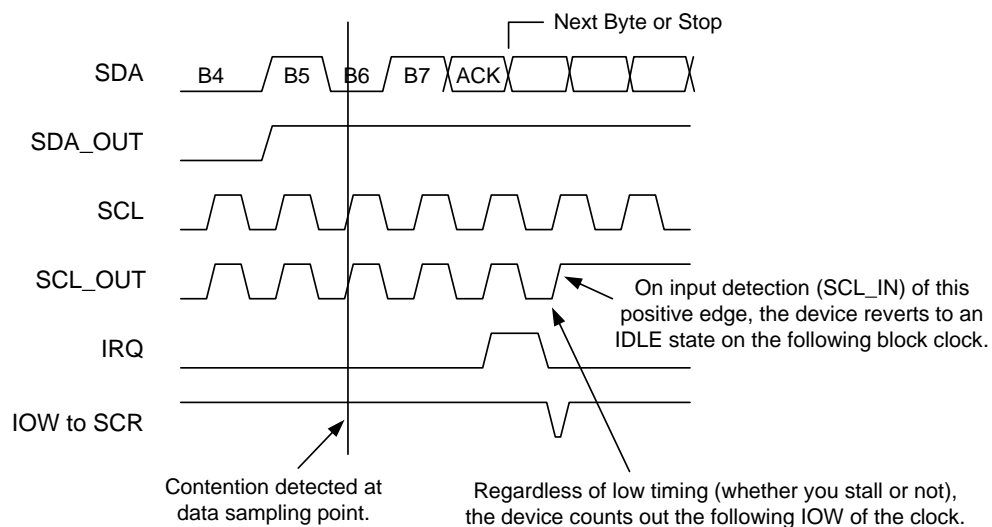 Next Byte or Stop
SDA
B4
B5
B6
B7
ACK
SDA_OUT
SCL
SCL_OUT
On input detection (SCL_IN) of this
positive edge, the device reverts to an
IDLE state on the following block clock.
IRQ
IOW to SCR
Contention detected at
data sampling point.
Regardless of low timing (whether you stall or not),
the device counts out the following IOW of the clock.